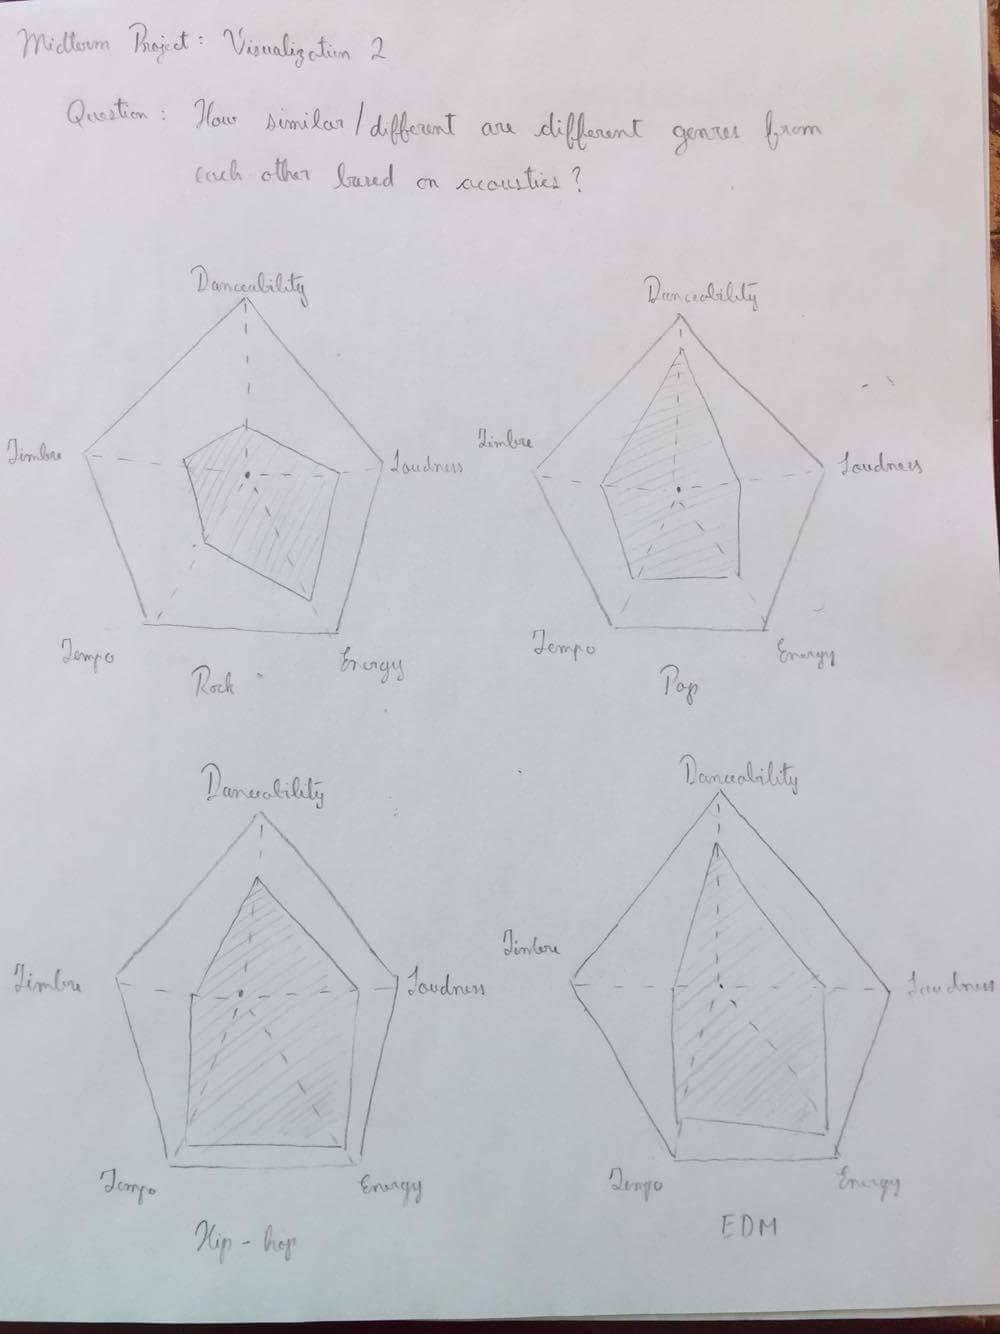 Midterm Project: Visualization 2
Question: How similar/different are different genres from
each other based on acoustics?
Danceability
Timbre
Loudness
Tempo
Energy
Rock
Danceability
Timbre
Loudness
Tempo
Energy
Pop
Danceability
Timbre
Loudness
Tempo
Energy
Hip-hop
Danceability
Timbre
Loudness
Tempo
Energy
EDM